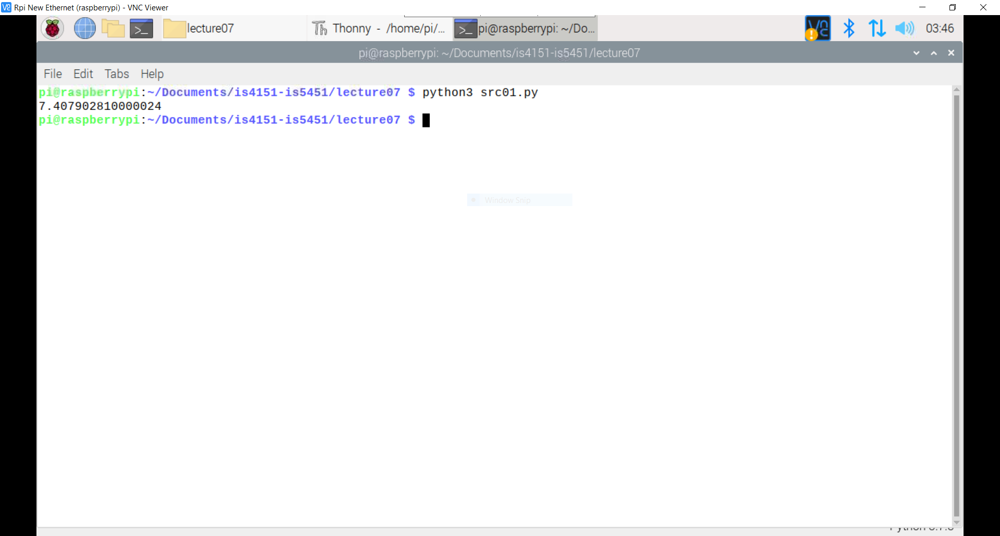 Rpi New Ethernet (raspberrypi) - VNC Viewer
lecture07
Thonny - /home/pi/...
pi@raspberrypi: ~/Do...
03:46
pi@raspberrypi: ~/Documents/is4151-is5451/lecture07
File Edit Tabs Help
pi@raspberrypi:~/Documents/is4151-is5451/lecture07 $ python3 src01.py
7.407902810000024
pi@raspberrypi:~/Documents/is4151-is5451/lecture07 $
Window Snip